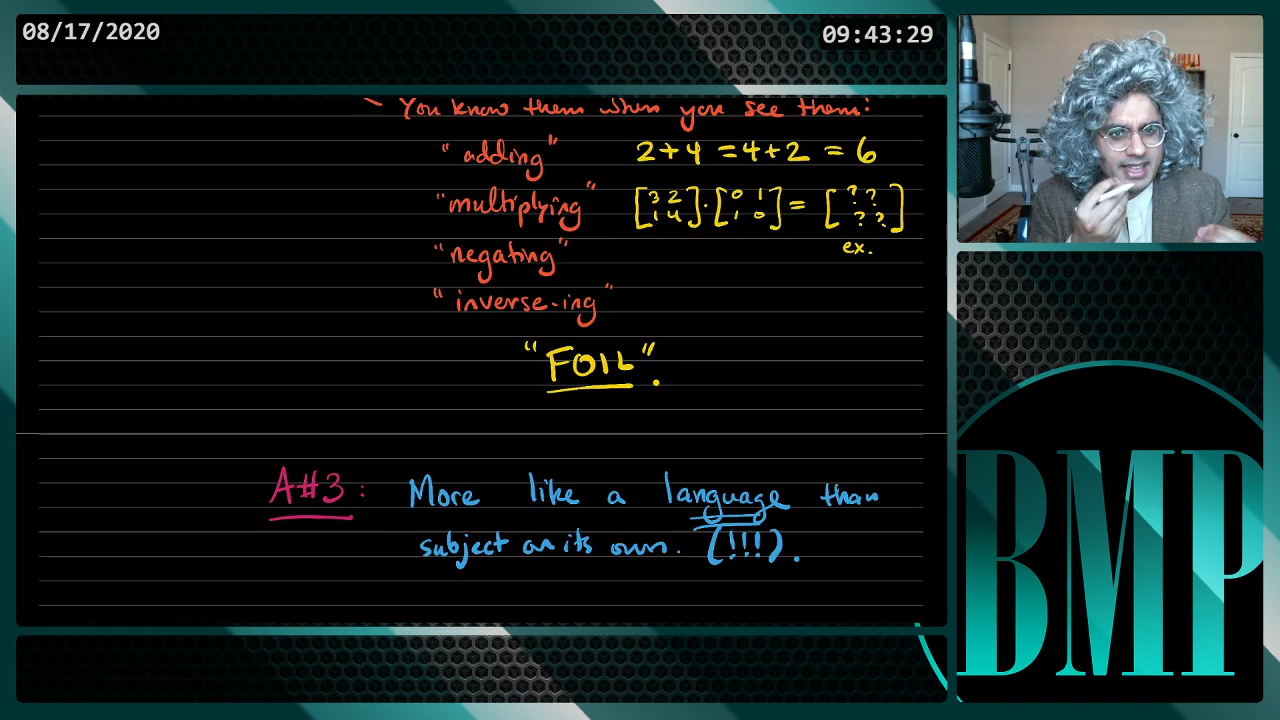 08/17/2020
09:43:29
You know them when you see them:
"adding" 2+4 = 4+2 = 6
"multiplying" [3 2 1 4] · [0 1 1 0] = [? ? ? ?]
ex.
"negating"
"inverse-ing"
"FOIL".
A#3: More like a language than
subject on its own. (!!!).
BMP